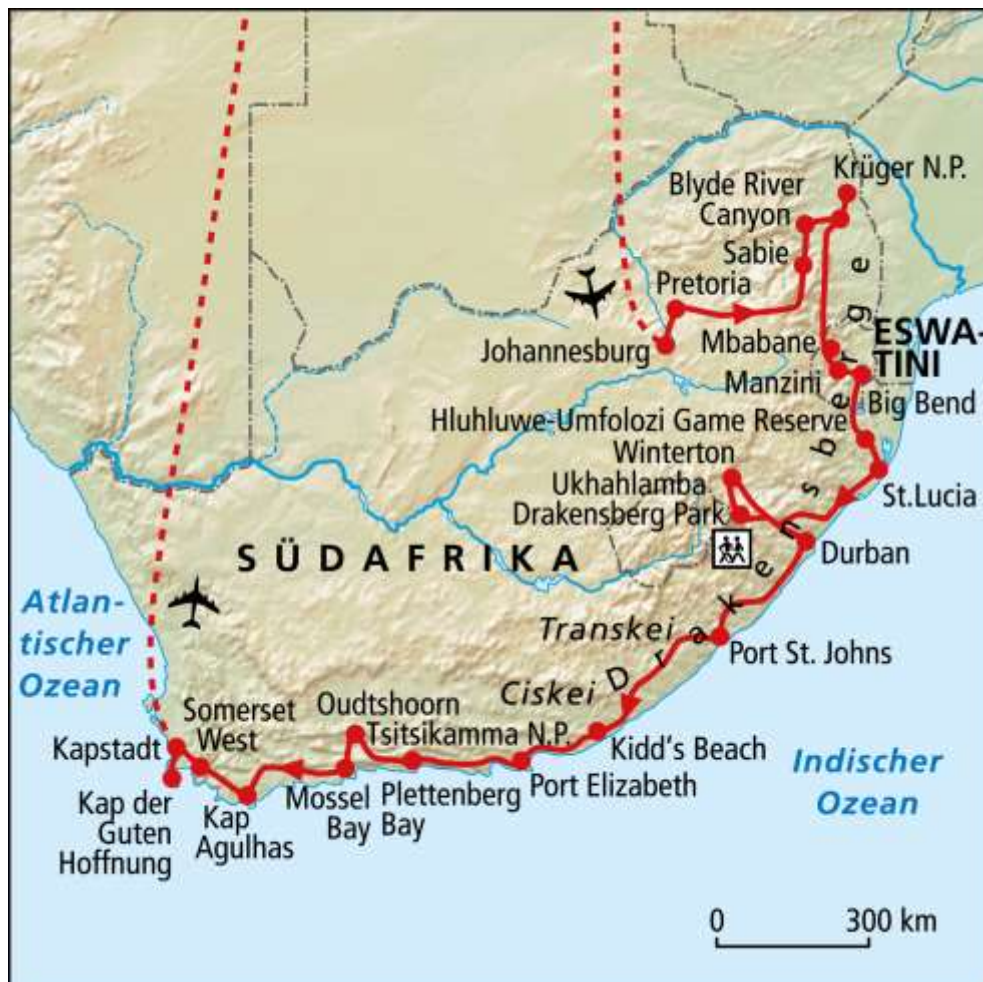 Krüger N.P.
Blyde River
Canyon
Sabie
Pretoria
Johannesburg
Mbabane
ESWA-
TINI
Manzini
Big Bend
Hluhluwe-Umfolozi Game Reserve
Winterton
Ukhahlamba
Drakensberg Park
St.Lucia
Durban
SÜDAFRIKA
Drakensberge
Atlan-
tischer
Ozean
Transkei
Port St. Johns
Ciskei
Oudtshoorn
Somerset
West
Tsitsikamma N.P.
Kapstadt
Kidd's Beach
Indischer
Ozean
Port Elizabeth
Kap der
Guten
Hoffnung
Kap
Agulhas
Mossel
Bay
Plettenberg
Bay
0 300 km